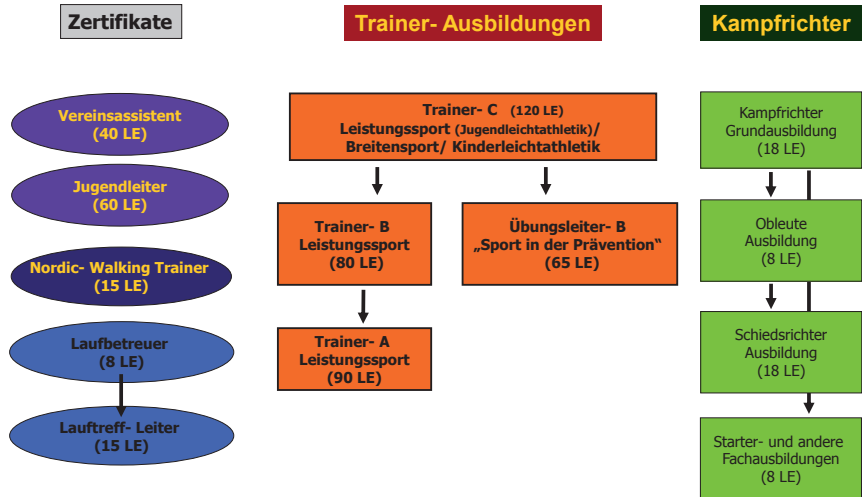 Zertifikate
Vereinsassistent
(40 LE)
Jugendleiter
(60 LE)
Nordic- Walking Trainer
(15 LE)
Laufbetreuer
(8 LE)
Lauftreff- Leiter
(15 LE)
Trainer- Ausbildungen
Trainer- C (120 LE)
Leistungssport (Jugendleichtathletik)/
Breitensport/ Kinderleichtathletik
Trainer- B
Leistungssport
(80 LE)
Übungsleiter- B
„Sport in der Prävention“
(65 LE)
Trainer- A
Leistungssport
(90 LE)
Kampfrichter
Kampfrichter
Grundausbildung
(18 LE)
Obleute
Ausbildung
(8 LE)
Schiedsrichter
Ausbildung
(18 LE)
Starter- und andere
Fachausbildungen
(8 LE)